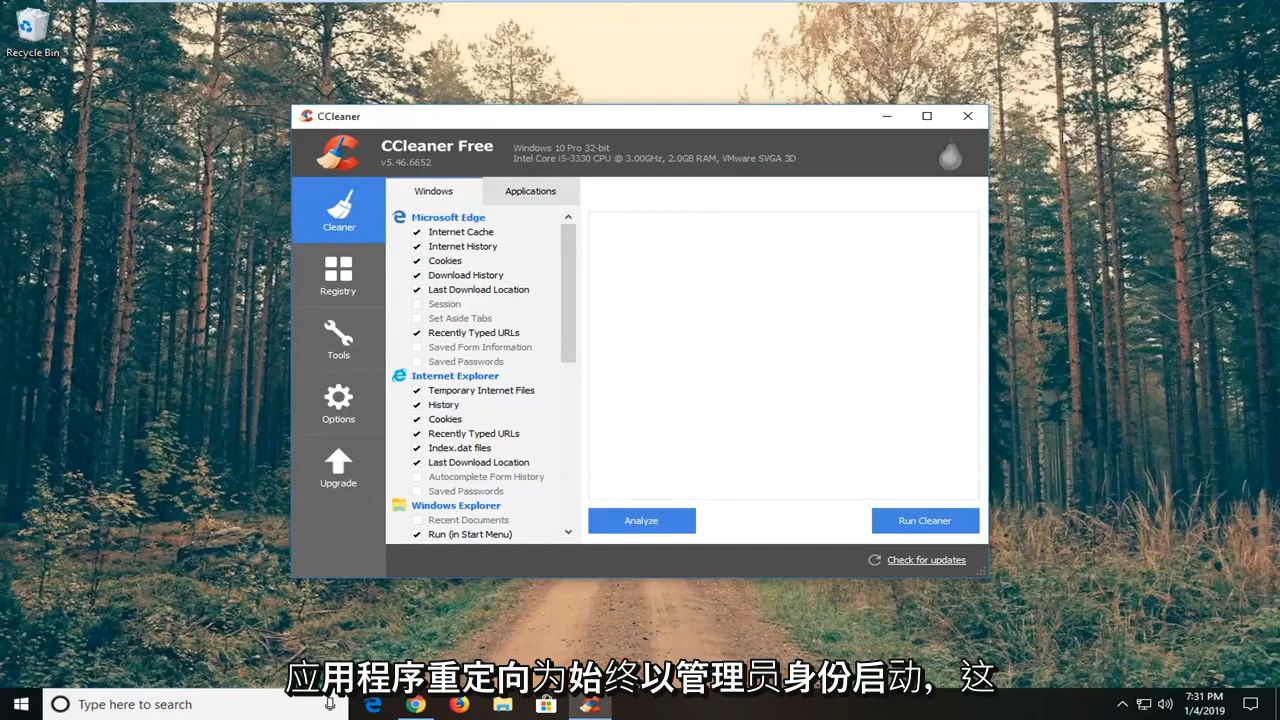 Recycle Bin
CCleaner
CCleaner Free
v5.46.6652
Windows 10 Pro 32-bit
Intel Core i5-3330 CPU @ 3.00GHz, 2.0GB RAM, VMware SVGA 3D
Cleaner
Registry
Tools
Options
Upgrade
Windows
Applications
Microsoft Edge
Internet Cache
Internet History
Cookies
Download History
Last Download Location
Session
Set Aside Tabs
Recently Typed URLs
Saved Form Information
Saved Passwords
Internet Explorer
Temporary Internet Files
History
Cookies
Recently Typed URLs
Index.dat files
Last Download Location
Autocomplete Form History
Saved Passwords
Windows Explorer
Recent Documents
Run (in Start Menu)
Analyze
Run Cleaner
Check for updates
应用程序重定向为始终以管理员身份启动，这
Type here to search
7:31 PM
1/4/2019